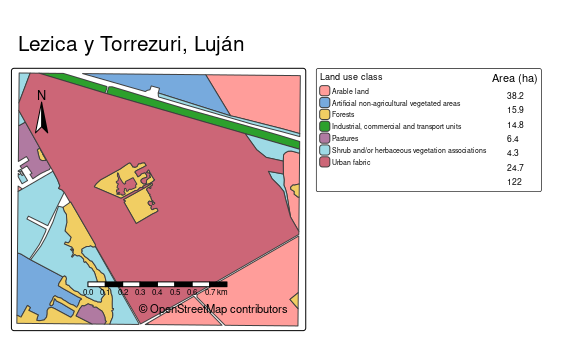 Lezica y Torrezuri, Luján
N
0.0 0.1 0.2 0.3 0.4 0.5 0.6 0.7 km
© OpenStreetMap contributors
Land use class Area (ha)
Arable land 38.2
Artificial non-agricultural vegetated areas 15.9
Forests 14.8
Industrial, commercial and transport units 6.4
Pastures 4.3
Shrub and/or herbaceous vegetation associations 24.7
Urban fabric 122